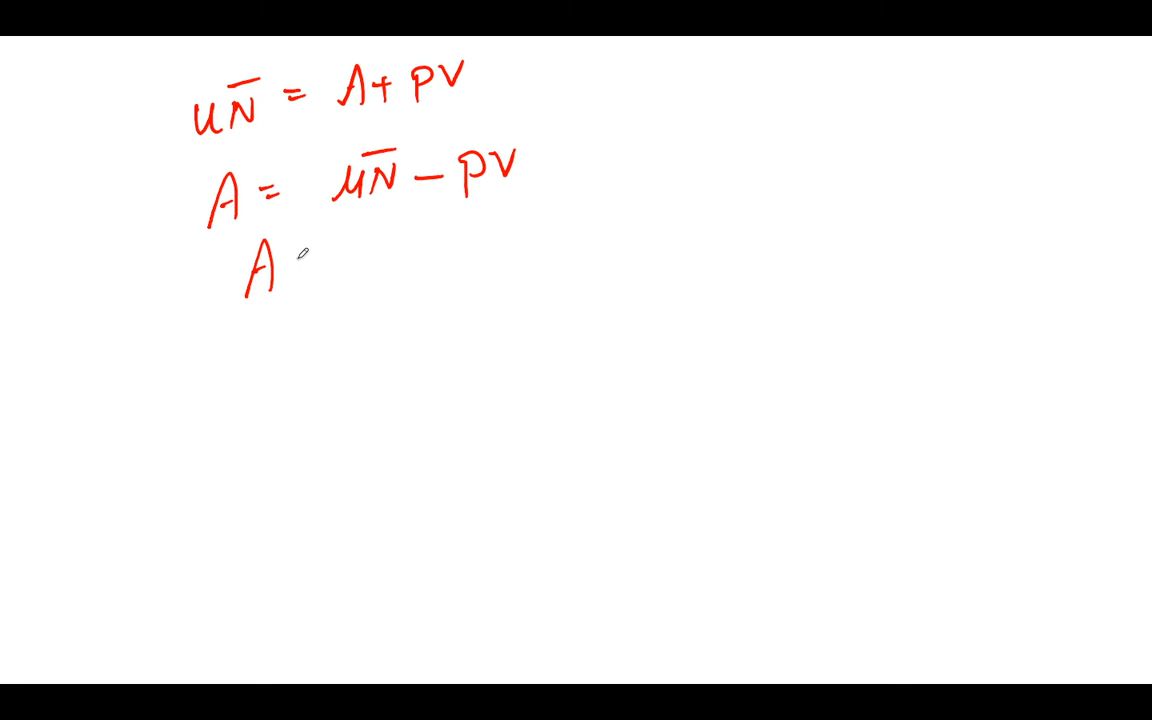 μN̄ = A + PV
A = μN̄ - PV
A